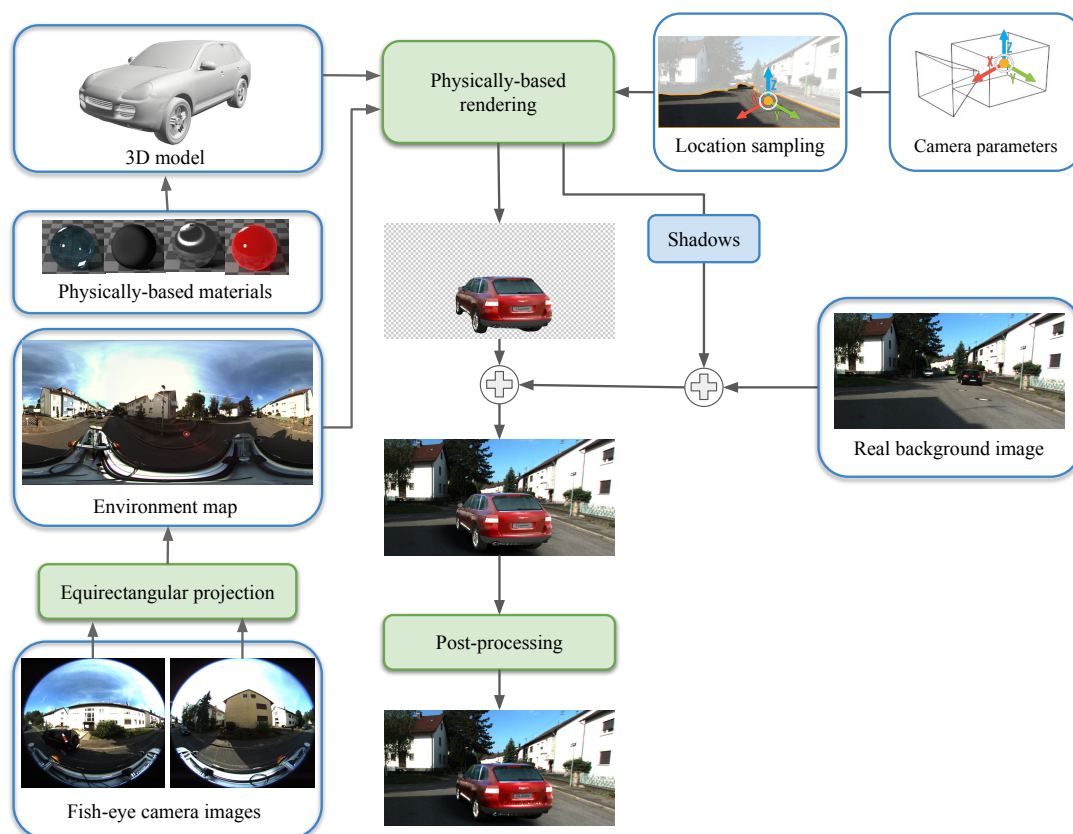 Physically-based
rendering
3D model
Location sampling
Camera parameters
X
Z
Y
X
Z
Y
Physically-based materials
Shadows
Environment map
Real background image
Equirectangular projection
Post-processing
Fish-eye camera images